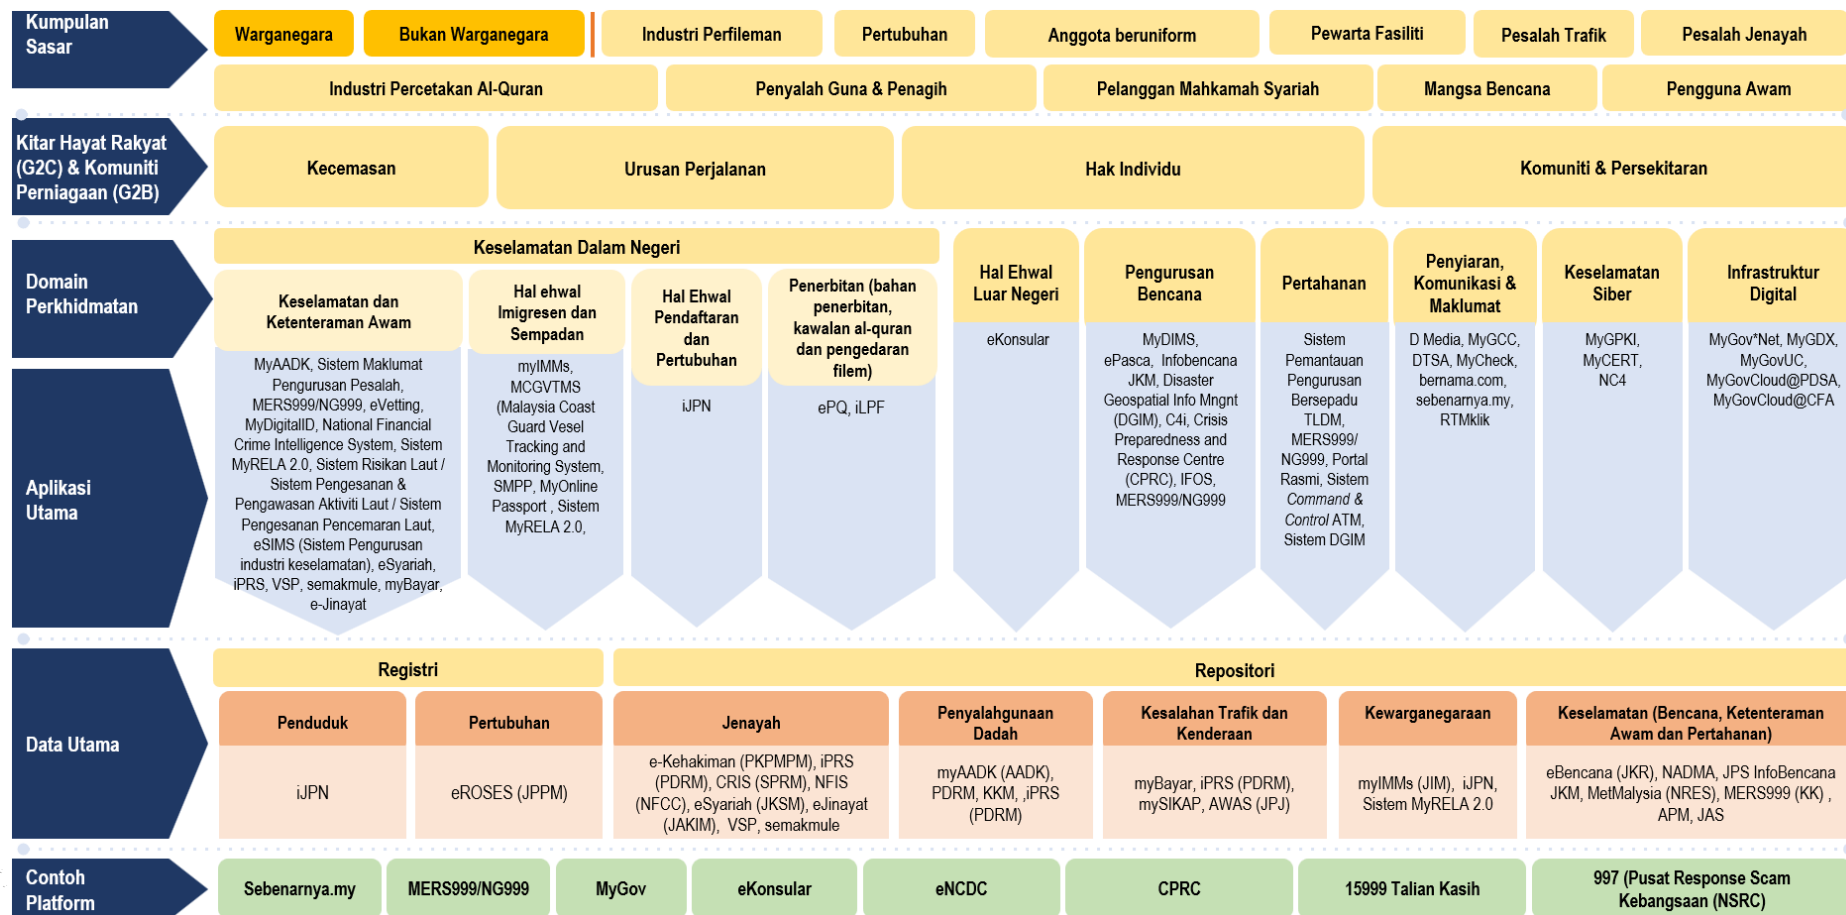 Kumpulan
Sasar
Warganegara
Bukan Warganegara
Industri Perfileman
Pertubuhan
Anggota beruniform
Pewarta Fasiliti
Pesalah Trafik
Pesalah Jenayah
Industri Percetakan Al-Quran
Penyalah Guna & Penagih
Pelanggan Mahkamah Syariah
Mangsa Bencana
Pengguna Awam
Kitar Hayat Rakyat
(G2C) & Komuniti
Perniagaan (G2B)
Kecemasan
Urusan Perjalanan
Hak Individu
Komuniti & Persekitaran
Domain
Perkhidmatan
Keselamatan Dalam Negeri
Keselamatan dan
Ketenteraman Awam
Hal ehwal
Imigresen dan
Sempadan
Hal Ehwal
Pendaftaran
dan
Pertubuhan
Penerbitan (bahan
penerbitan,
kawalan al-quran
dan pengedaran
filem)
Hal Ehwal
Luar Negeri
Pengurusan
Bencana
Pertahanan
Penyiaran,
Komunikasi &
Maklumat
Keselamatan
Siber
Infrastruktur
Digital
Aplikasi
Utama
MyAADK, Sistem Maklumat
Pengurusan Pesalah,
MERS999/NG999, eVetting,
MyDigitalID, National Financial
Crime Intelligence System, Sistem
MyRELA 2.0, Sistem Risikan Laut /
Sistem Pengesanan &
Pengawasan Aktiviti Laut / Sistem
Pengesanan Pencemaran Laut,
eSIMS (Sistem Pengurusan
industri keselamatan), eSyariah,
iPRS, VSP, semakmule, myBayar,
e-Jinayat
myIMMs,
MCGVTMS
(Malaysia Coast
Guard Vesel
Tracking and
Monitoring System,
SMPP, MyOnline
Passport , Sistem
MyRELA 2.0,
iJPN
ePQ, iLPF
eKonsular
MyDIMS,
ePasca, Infobencana
JKM, Disaster
Geospatial Info Mngnt
(DGIM), C4i, Crisis
Preparedness and
Response Centre
(CPRC), IFOS,
MERS999/NG999
Sistem
Pemantauan
Pengurusan
Bersepadu
TLDM,
MERS999/
NG999, Portal
Rasmi, Sistem
Command &
Control ATM,
Sistem DGIM
D Media, MyGCC,
DTSA, MyCheck,
bernama.com,
sebenarnya.my,
RTMklik
MyGPKI,
MyCERT,
NC4
MyGov*Net, MyGDX,
MyGovUC,
MyGovCloud@PDSA,
MyGovCloud@CFA
Data Utama
Registri
Repositori
Penduduk
Pertubuhan
Jenayah
Penyalahgunaan
Dadah
Kesalahan Trafik dan
Kenderaan
Kewarganegaraan
Keselamatan (Bencana, Ketenteraman
Awam dan Pertahanan)
iJPN
eROSES (JPPM)
e-Kehakiman (PKPMPM), iPRS
(PDRM), CRIS (SPRM), NFIS
(NFCC), eSyariah (JKSM), eJinayat
(JAKIM), VSP, semakmule
myAADK (AADK),
PDRM, KKM, ,iPRS
(PDRM)
myBayar, iPRS (PDRM),
mySIKAP, AWAS (JPJ)
myIMMs (JIM), iJPN,
Sistem MyRELA 2.0
eBencana (JKR), NADMA, JPS InfoBencana
JKM, MetMalysia (NRES), MERS999 (KK) ,
APM, JAS
Contoh
Platform
Sebenarnya.my
MERS999/NG999
MyGov
eKonsular
eNCDC
CPRC
15999 Talian Kasih
997 (Pusat Response Scam
Kebangsaan (NSRC)